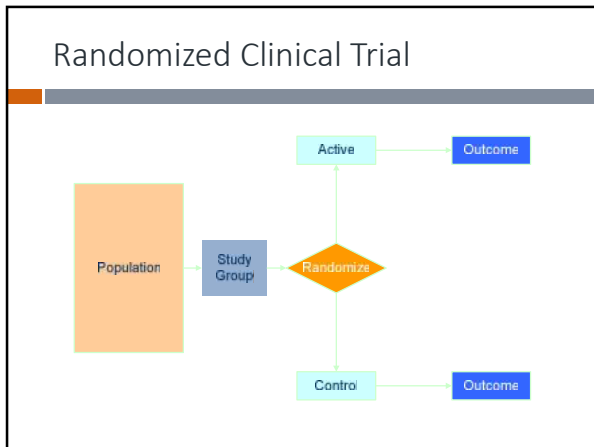 Randomized Clinical Trial
Active
Outcome
Population
Study
Group
Randomize
Control
Outcome